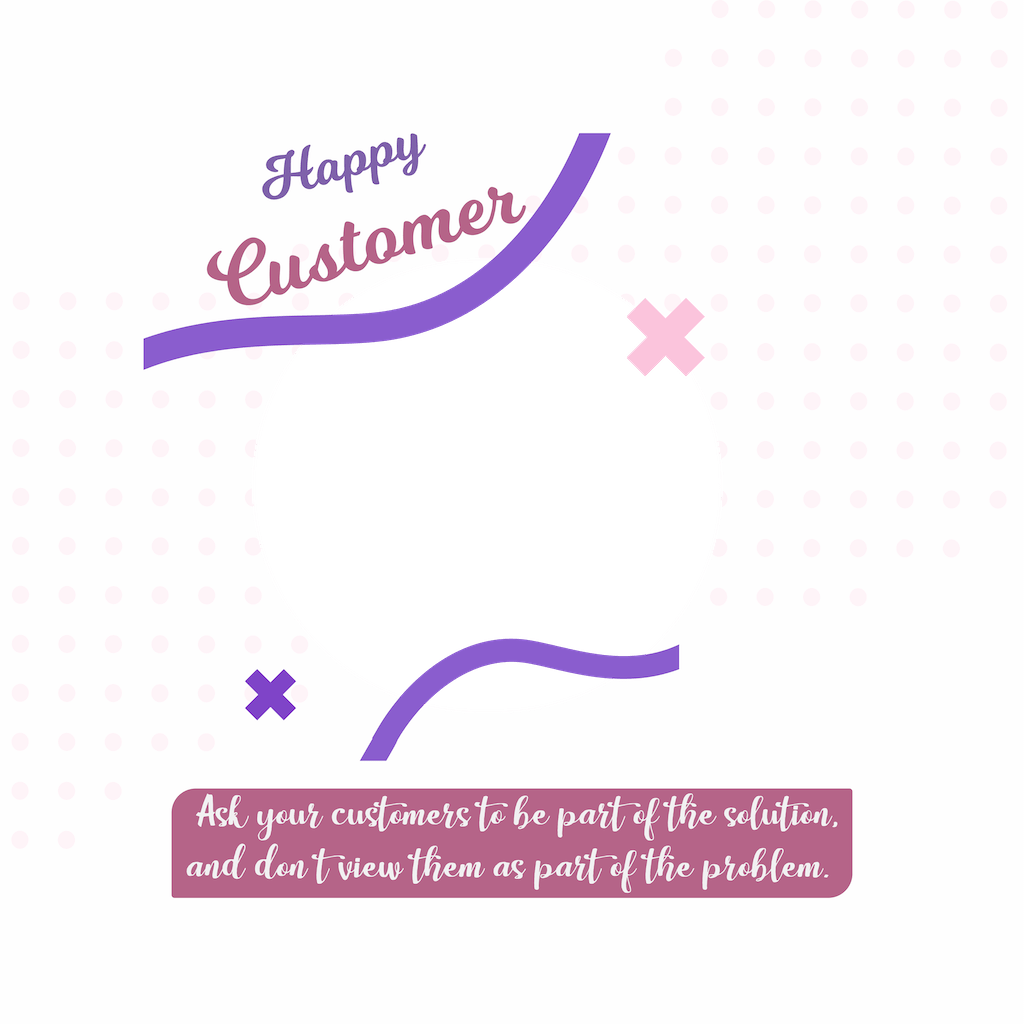 Happy
Customer
Ask your customers to be part of the solution,
and don't view them as part of the problem.